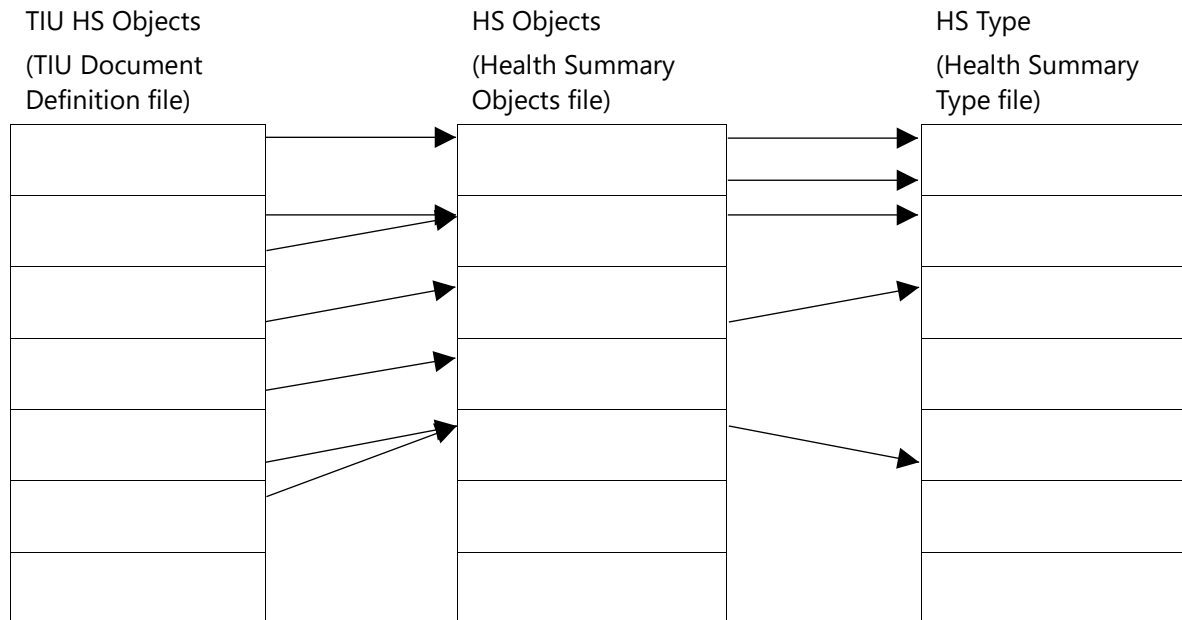 TIU HS Objects
(TIU Document
Definition file)
HS Objects
(Health Summary
Objects file)
HS Type
(Health Summary
Type file)